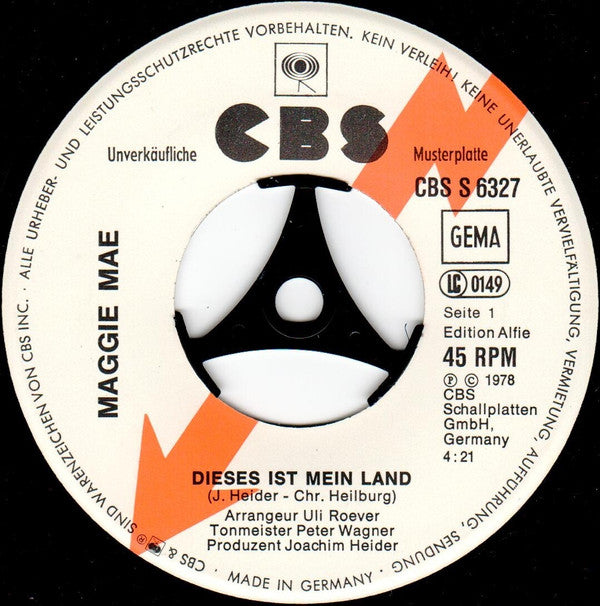 ALLE URHEBER- UND LEISTUNGSSCHUTZRECHTE VORBEHALTEN. KEIN VERLEIH! KEINE UNERLAUBTE VERVIELFÄLTIGUNG, VERMIETUNG, AUFFÜHRUNG, SENDUNG.
CBS
Unverkäufliche
Musterplatte
CBS S 6327
GEMA
LC 0149
Seite 1
Edition Alfie
45 RPM
Ⓟ © 1978
CBS
Schallplatten
GmbH,
Germany
4:21
MAGGIE MAE
DIESES IST MEIN LAND
(J. Heider - Chr. Heilburg)
Arrangeur Uli Roever
Tonmeister Peter Wagner
Produzent Joachim Heider
CBS & ® SIND WARENZEICHEN VON CBS INC. ·
· MADE IN GERMANY ·